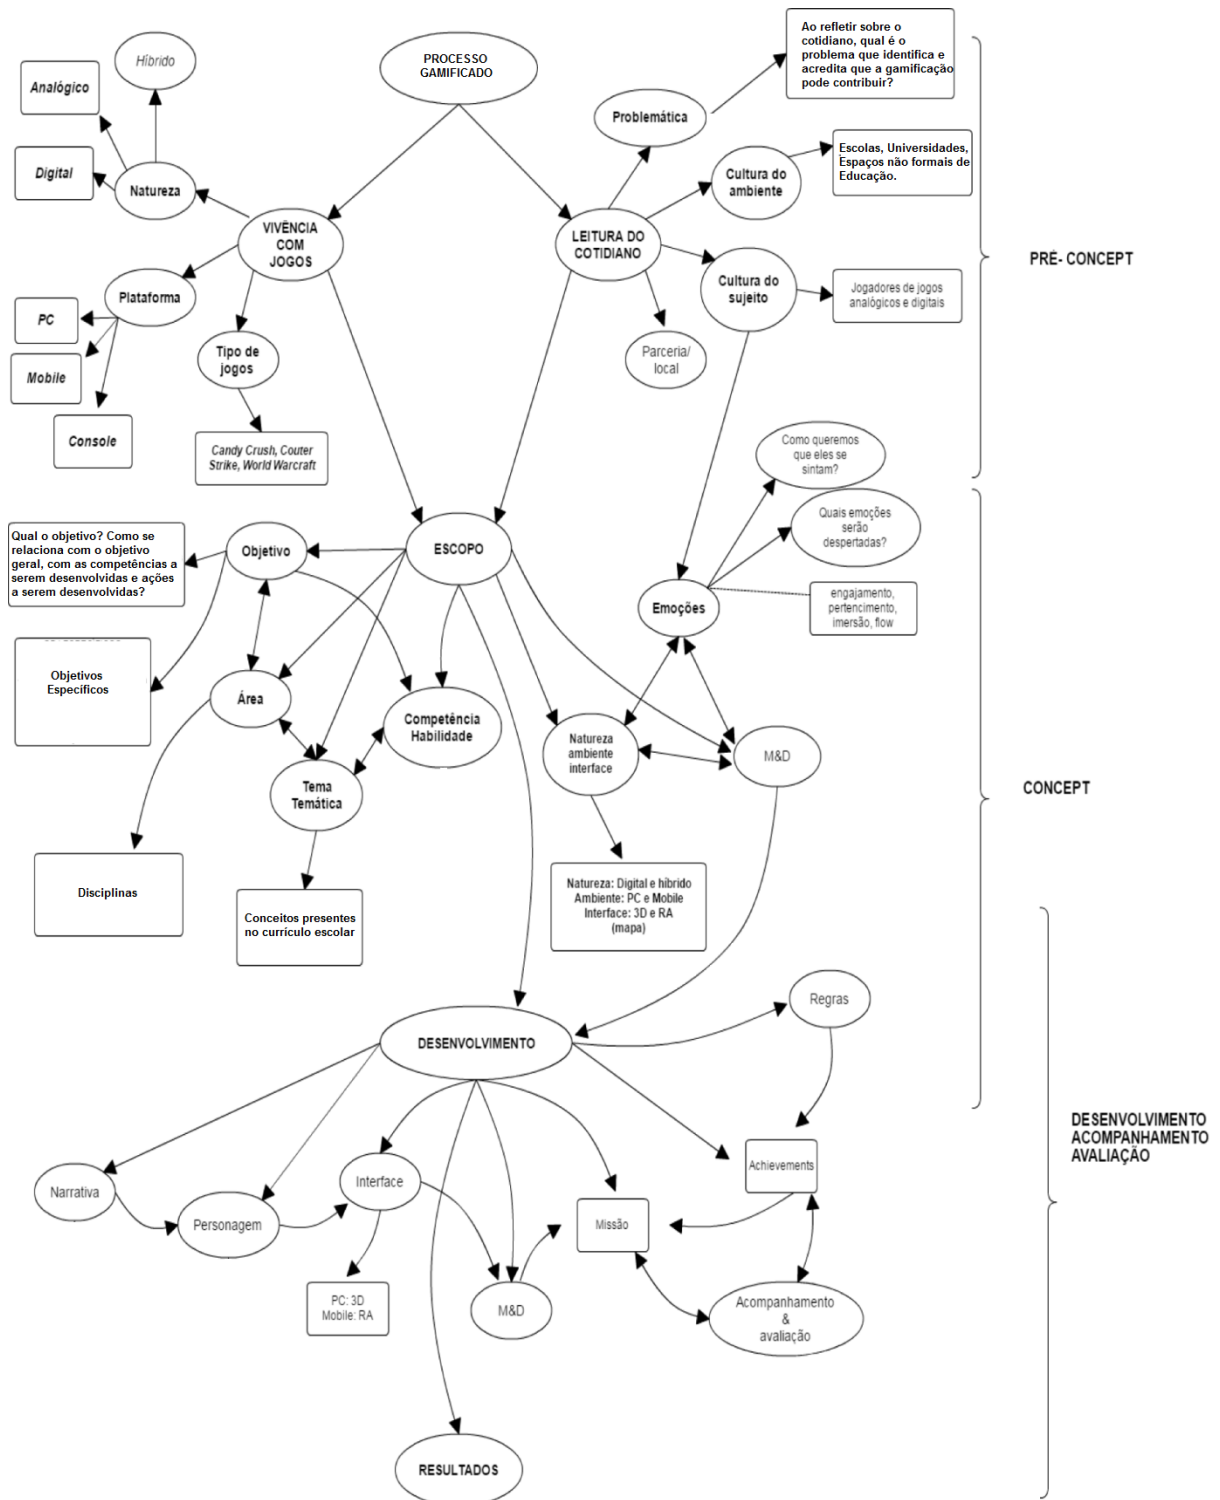 PROCESSO
GAMIFICADO
Ao refletir sobre o
cotidiano, qual é o
problema que identifica e
acredita que a gamificação
pode contribuir?
Híbrido
Analógico
Digital
Natureza
Problemática
Cultura do
ambiente
Escolas, Universidades,
Espaços não formais de
Educação.
VIVÊNCIA
COM
JOGOS
LEITURA DO
COTIDIANO
PRÉ- CONCEPT
Cultura do
sujeito
Jogadores de jogos
analógicos e digitais
Plataforma
PC
Mobile
Console
Tipo de
jogos
Parceria/
local
Candy Crush, Couter
Strike, World Warcraft
Como queremos
que eles se
sintam?
Quais emoções
serão
despertadas?
Qual o objetivo? Como se
relaciona com o objetivo
geral, com as competências a
serem desenvolvidas e ações
a serem desenvolvidas?
Objetivo
ESCOPO
Emoções
engajamento,
pertencimento,
imersão, flow
Objetivos
Específicos
Área
Competência
Habilidade
Natureza
ambiente
interface
M&D
Tema
Temática
CONCEPT
Disciplinas
Conceitos presentes
no currículo escolar
Natureza: Digital e híbrido
Ambiente: PC e Mobile
Interface: 3D e RA
(mapa)
Regras
DESENVOLVIMENTO
DESENVOLVIMENTO
ACOMPANHAMENTO
AVALIAÇÃO
Narrativa
Personagem
Interface
Achievements
Missão
PC: 3D
Mobile: RA
M&D
Acompanhamento
&
avaliação
RESULTADOS